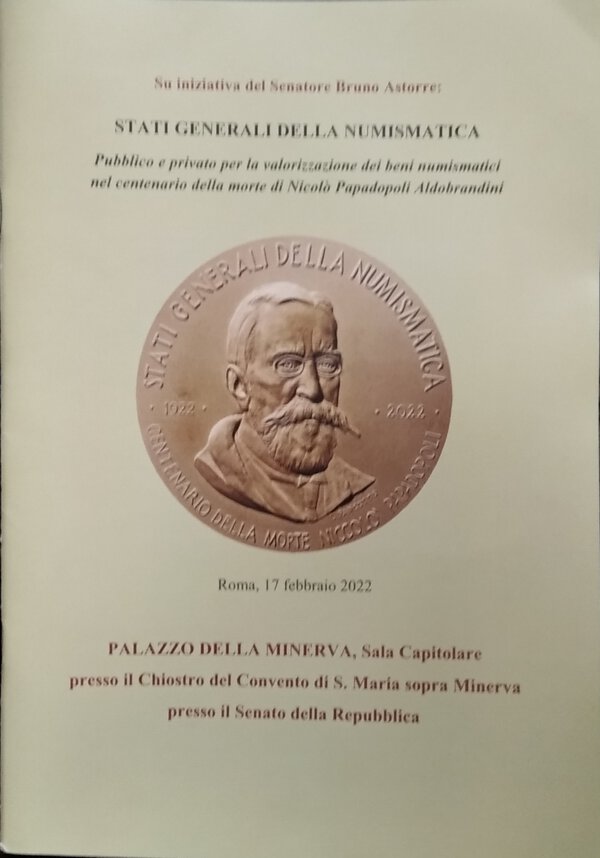 Su iniziativa del Senatore Bruno Astorre:
STATI GENERALI DELLA NUMISMATICA
Pubblico e privato per la valorizzazione dei beni numismatici
nel centenario della morte di Nicolò Papadopoli Aldobrandini
STATI GENERALI DELLA NUMISMATICA
· 1922 · · 2022 ·
CENTENARIO DELLA MORTE NICCOLO' PAPADOPOLI
Roma, 17 febbraio 2022
PALAZZO DELLA MINERVA, Sala Capitolare
presso il Chiostro del Convento di S. Maria sopra Minerva
presso il Senato della Repubblica